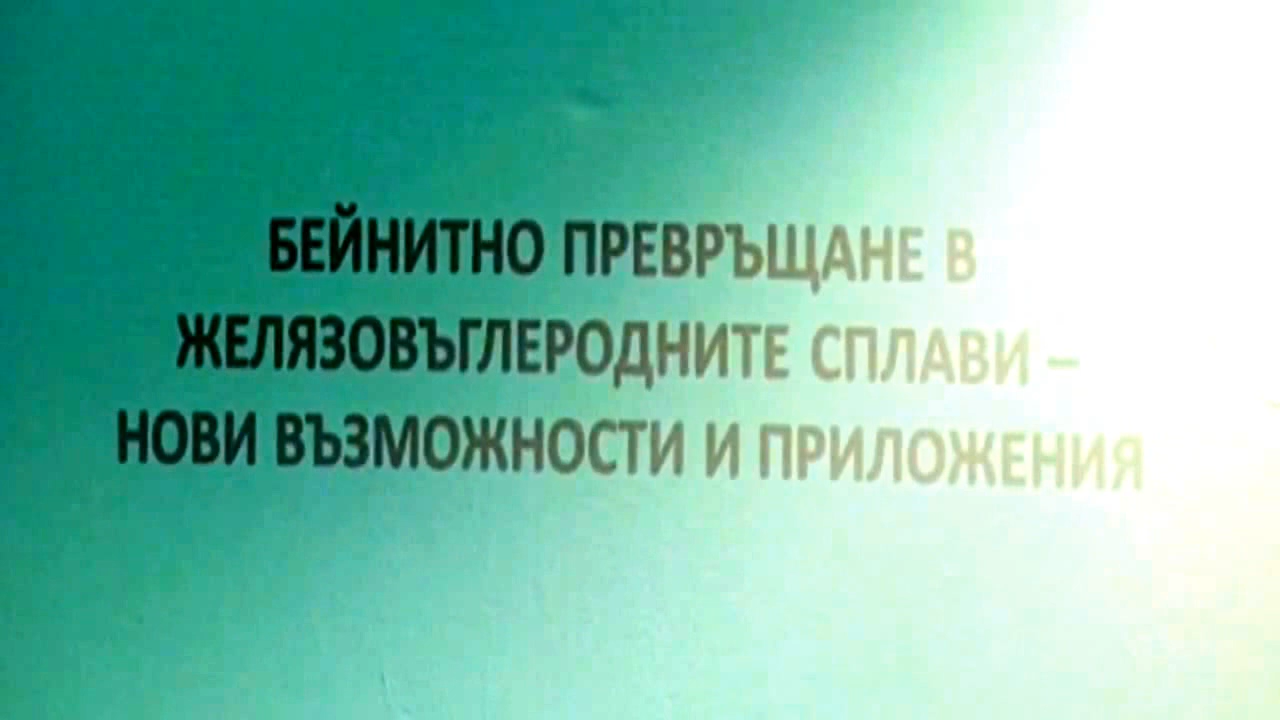 БЕЙНИТНО ПРЕВРЪЩАНЕ В
ЖЕЛЯЗОВЪГЛЕРОДНИТЕ СПЛАВИ –
НОВИ ВЪЗМОЖНОСТИ И ПРИЛОЖЕНИЯ